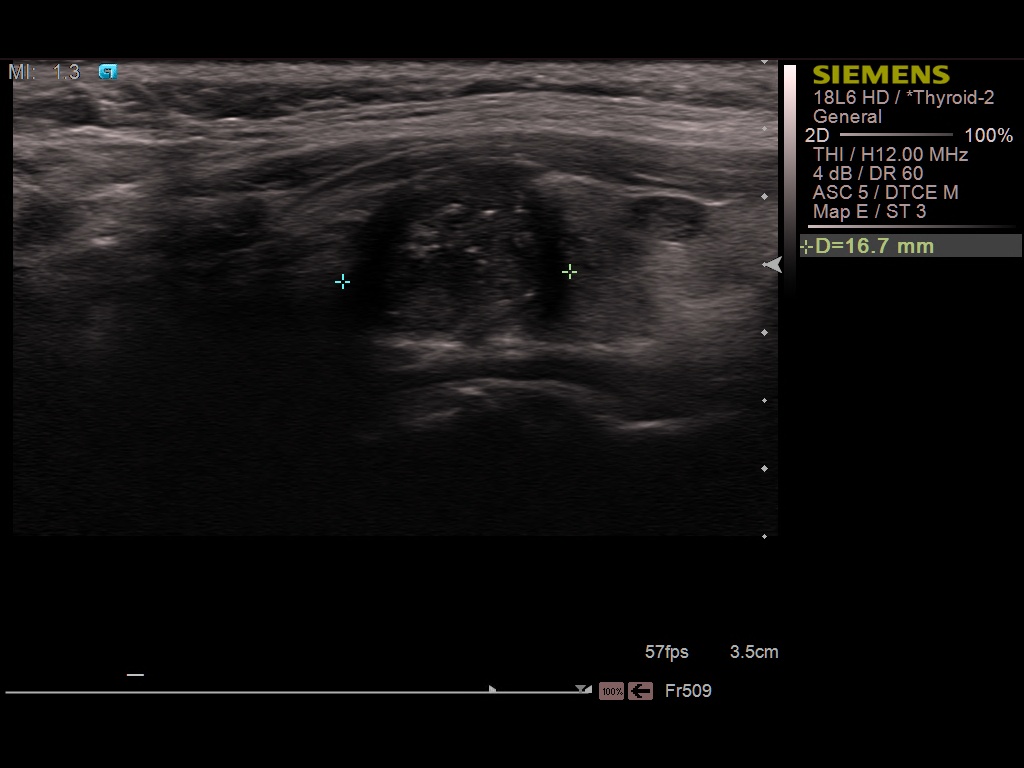 MI: 1.3
SIEMENS
18L6 HD / *Thyroid-2
General
2D 100%
THI / H12.00 MHz
4 dB / DR 60
ASC 5 / DTCE M
Map E / ST 3
D=16.7 mm
57fps 3.5cm
100% Fr509